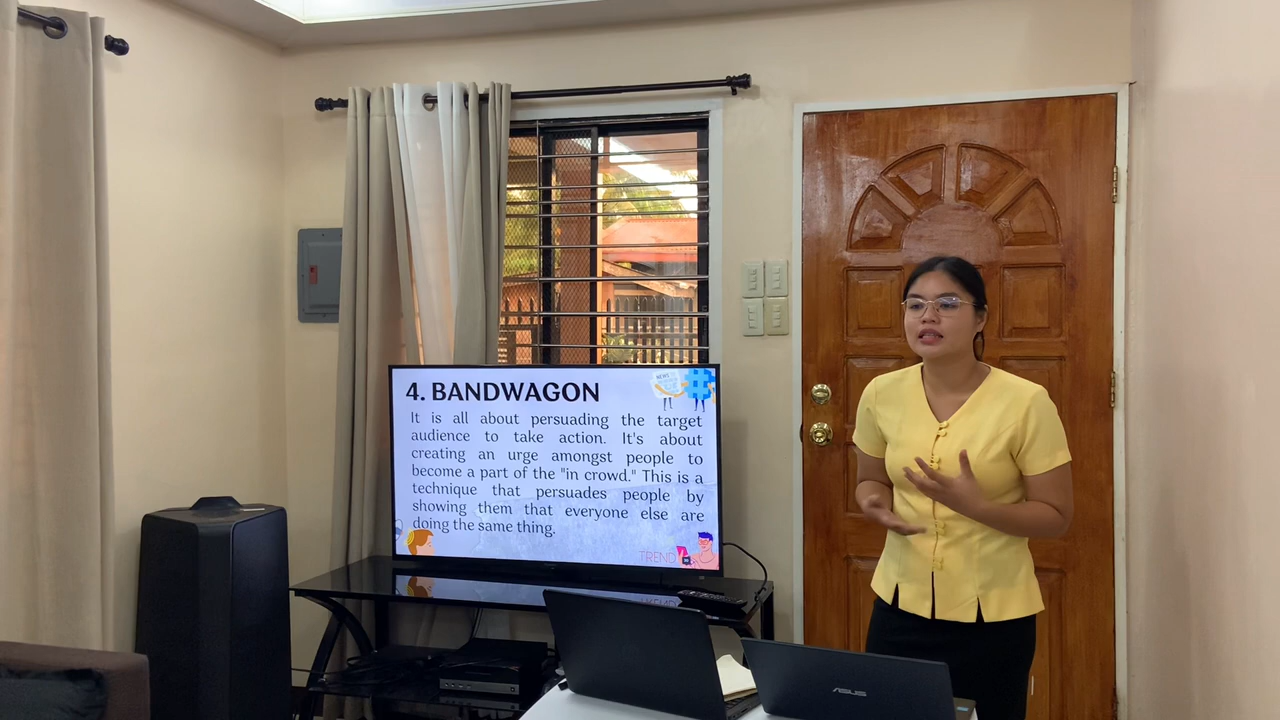 4. BANDWAGON
It is all about persuading the target
audience to take action. It's about
creating an urge amongst people to
become a part of the "in crowd." This is a
technique that persuades people by
showing them that everyone else are
doing the same thing.
NEWS
TREND
ASUS